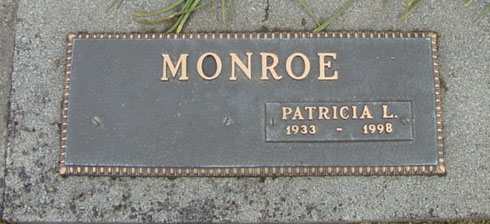 MONROE
PATRICIA L.
1933 - 1998